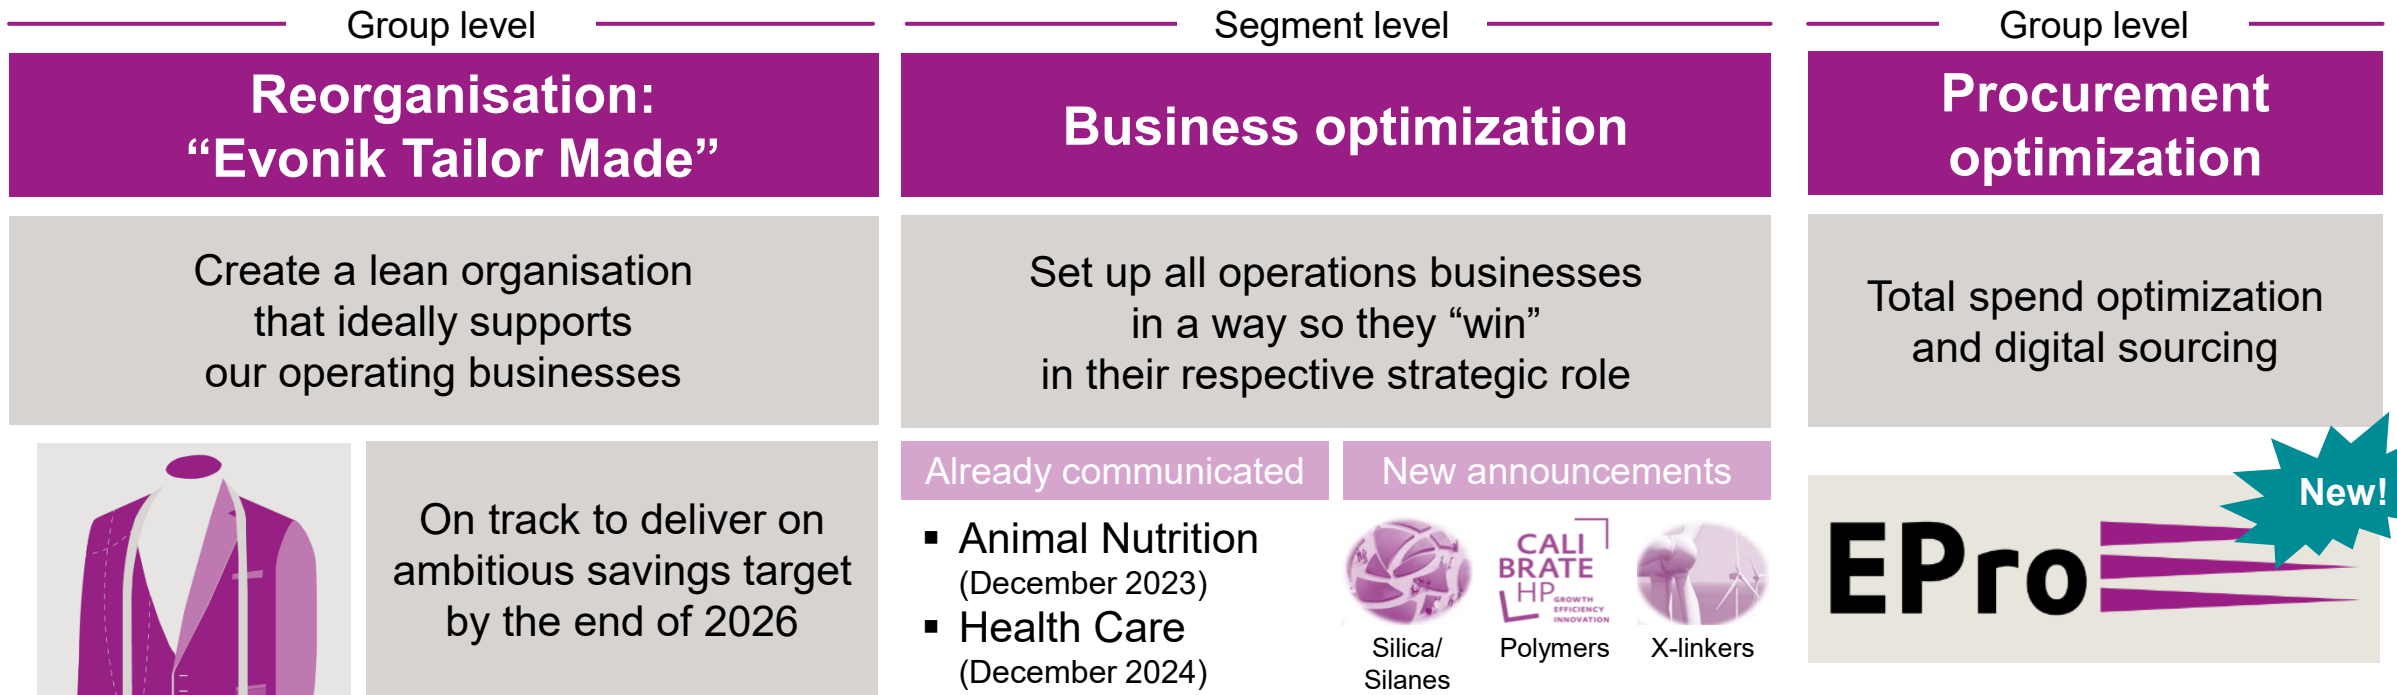 Group level
Reorganisation:
“Evonik Tailor Made”
Create a lean organisation
that ideally supports
our operating businesses
On track to deliver on
ambitious savings target
by the end of 2026
Segment level
Business optimization
Set up all operations businesses
in a way so they “win”
in their respective strategic role
Already communicated
▪ Animal Nutrition
(December 2023)
▪ Health Care
(December 2024)
New announcements
CALI
BRATE
HP
GROWTH
EFFICIENCY
INNOVATION
Silica/
Silanes
Polymers
X-linkers
Group level
Procurement
optimization
Total spend optimization
and digital sourcing
New!
EPro